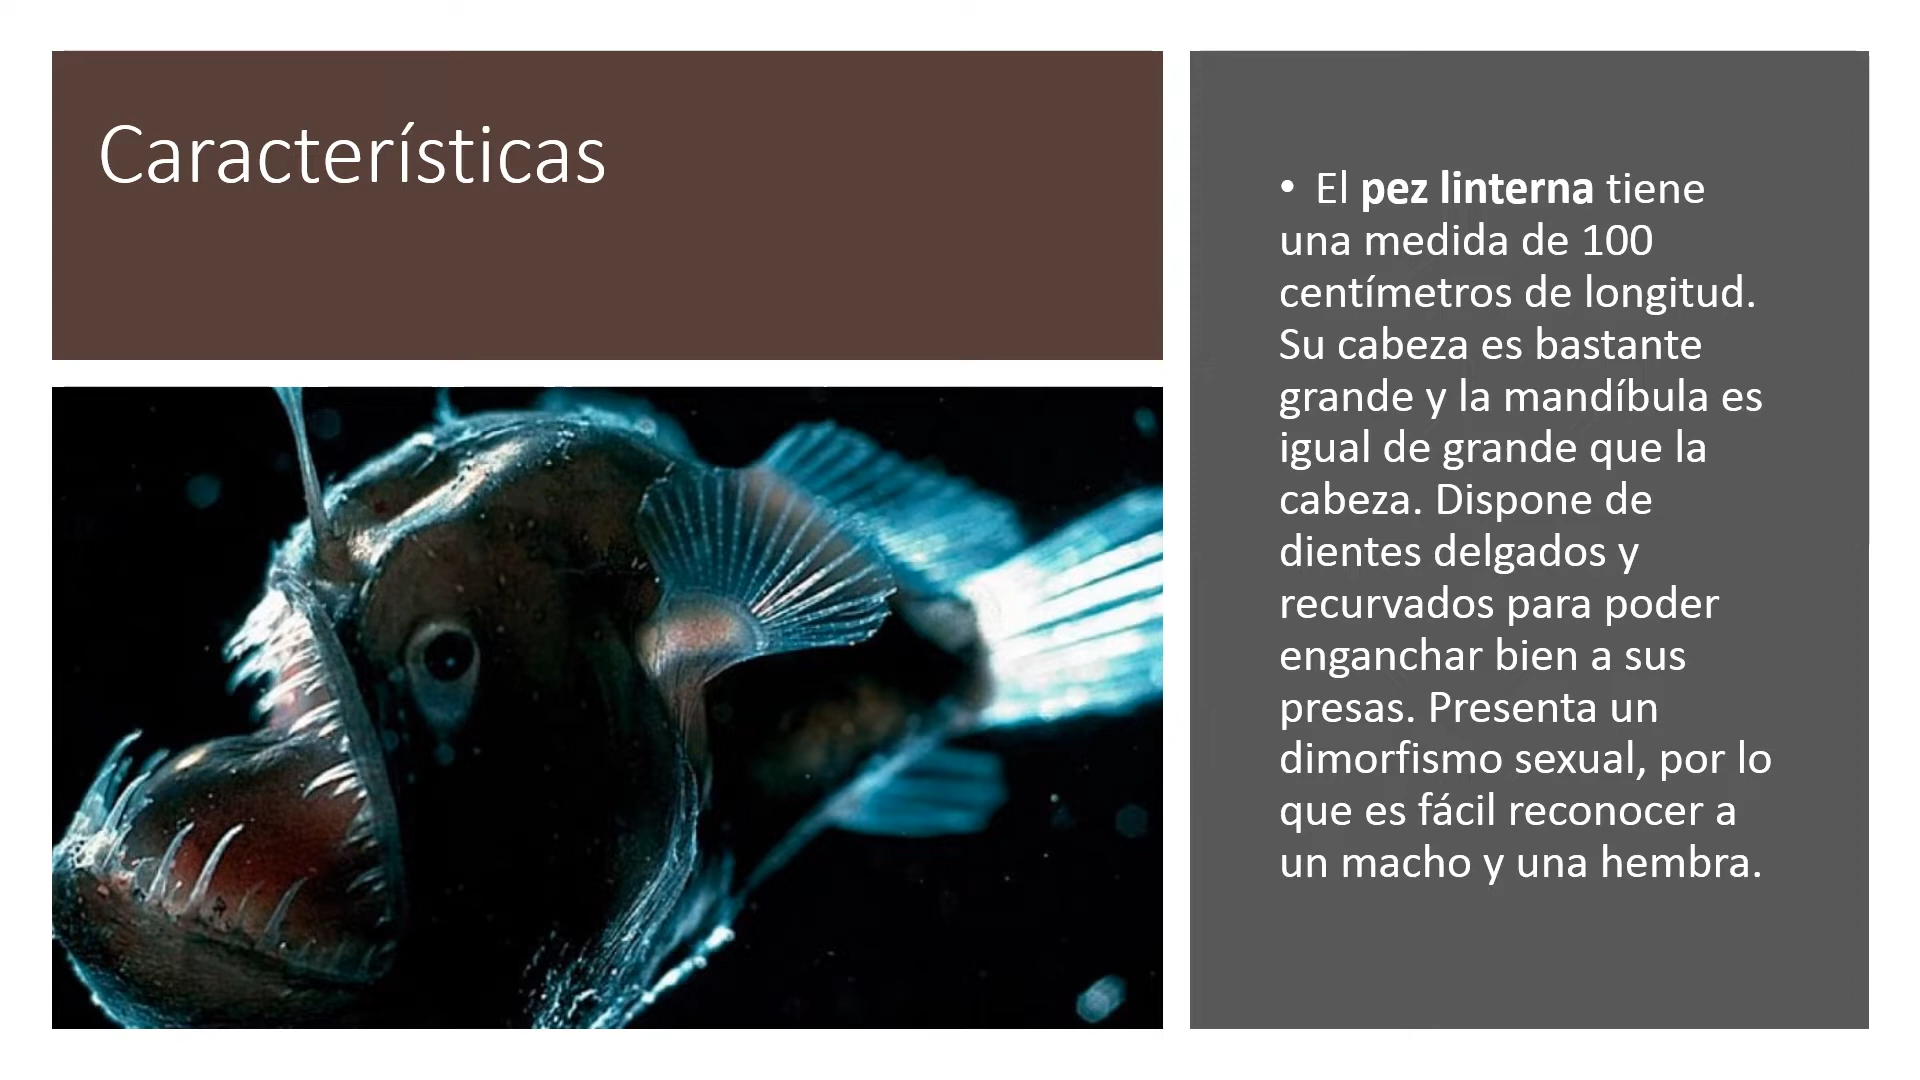 Características
• El pez linterna tiene
una medida de 100
centímetros de longitud.
Su cabeza es bastante
grande y la mandíbula es
igual de grande que la
cabeza. Dispone de
dientes delgados y
recurvados para poder
enganchar bien a sus
presas. Presenta un
dimorfismo sexual, por lo
que es fácil reconocer a
un macho y una hembra.